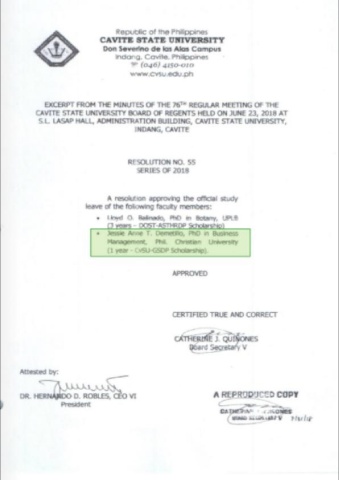 Republic of the Philippines
CAVITE STATE UNIVERSITY
Don Severino de las Alas Campus
Indang, Cavite, Philippines
(046) 4150-010
www.cvsu.edu.ph
EXCERPT FROM THE MINUTES OF THE 76TH REGULAR MEETING OF THE
CAVITE STATE UNIVERSITY BOARD OF REGENTS HELD ON JUNE 23, 2018 AT
S.L. LASAP HALL, ADMINISTRATION BUILDING, CAVITE STATE UNIVERSITY,
INDANG, CAVITE
RESOLUTION NO. 55
SERIES OF 2018
A resolution approving the official study
leave of the following faculty members:
• Lloyd O. Balinado, PhD in Botany, UPLB
(3 years – DOST-ASTHRDP Scholarship)
• Jessie Anne T. Demetillo, PhD in Business
Management, Phil. Christian University
(1 year - CvSU-GSDP Scholarship).
APPROVED
CERTIFIED TRUE AND CORRECT
CATHERINE J. QUIÑONES
Board Secretary V
Attested by:
DR. HERNANDO D. ROBLES, CEO VI
President
A REPRODUCED COPY
CATHERINE J. QUIÑONES
BOARD SECRETARY V